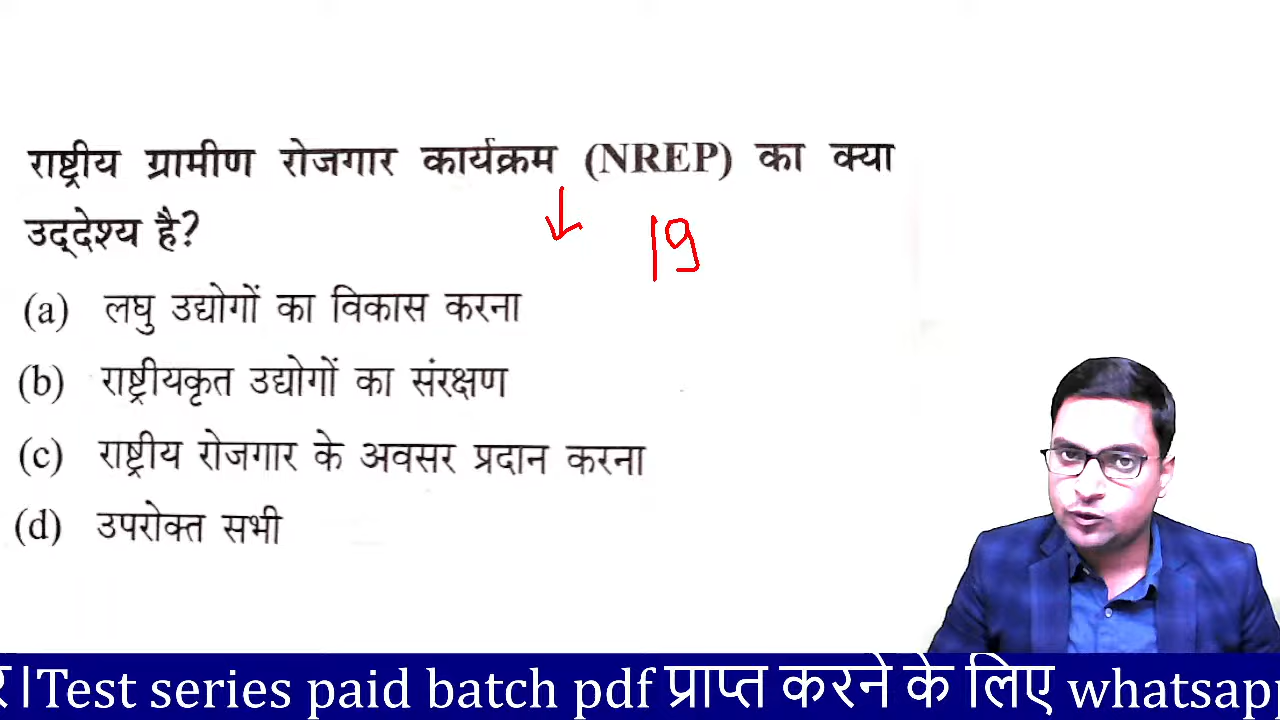 राष्ट्रीय ग्रामीण रोजगार कार्यक्रम (NREP) का क्या
उद्देश्य है?
19
(a) लघु उद्योगों का विकास करना
(b) राष्ट्रीयकृत उद्योगों का संरक्षण
(c) राष्ट्रीय रोजगार के अवसर प्रदान करना
(d) उपरोक्त सभी
र।Test series paid batch pdf प्राप्त करने के लिए whatsapp